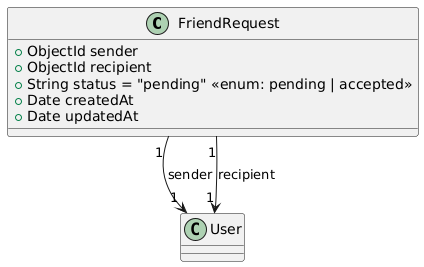 C FriendRequest
ObjectId sender
ObjectId recipient
String status = "pending" «enum: pending | accepted»
Date createdAt
Date updatedAt
1 1
sender recipient
1 1
C User